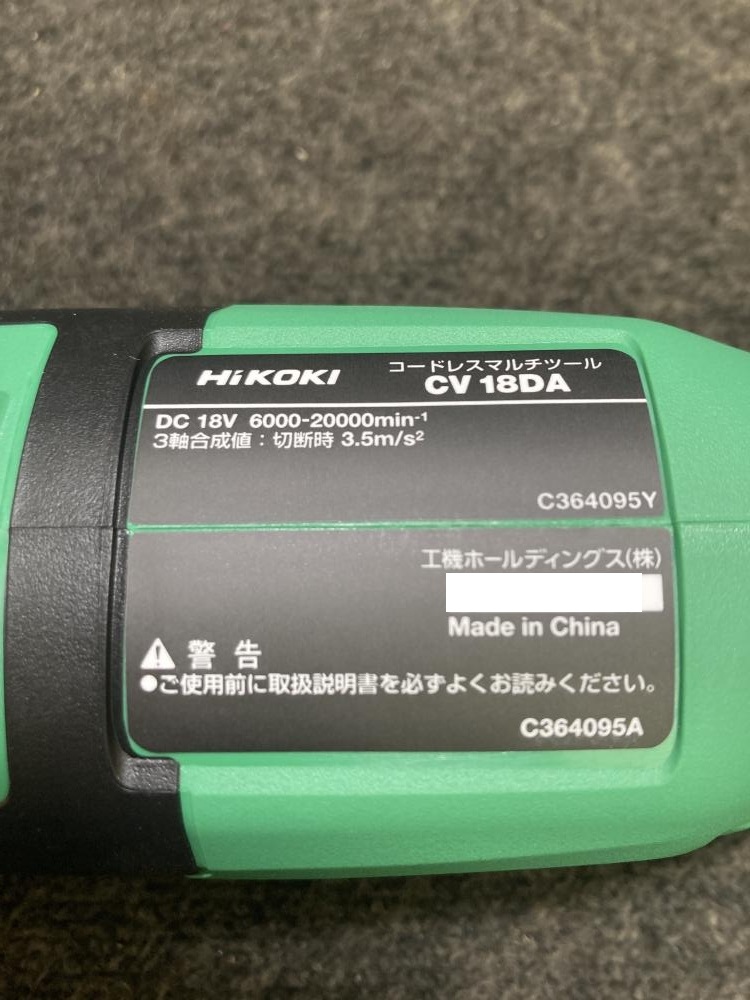 HiKOKI
コードレスマルチツール
CV 18DA
DC 18V 6000-20000min⁻¹
3軸合成値：切断時 3.5m/s²
C364095Y
工機ホールディングス(株)
Made in China
⚠ 警告
●ご使用前に取扱説明書を必ずよくお読みください。
C364095A